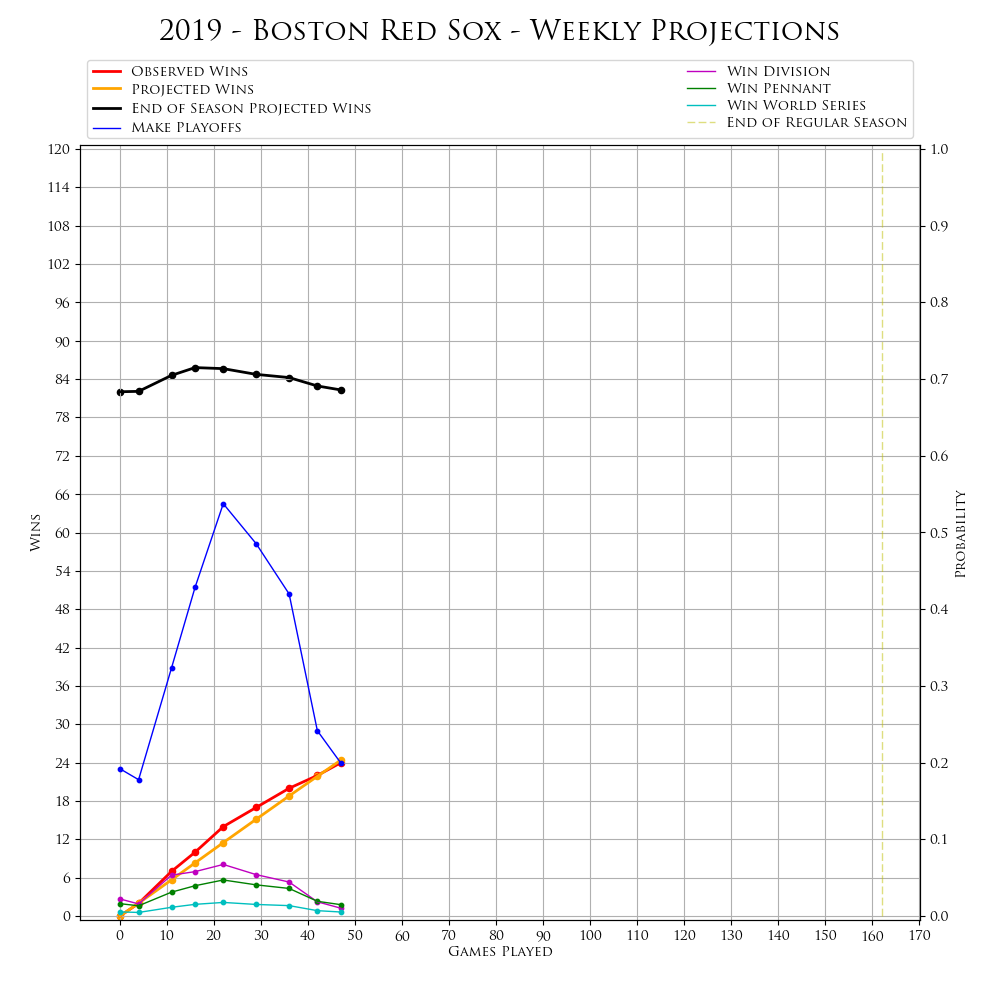 2019 - Boston Red Sox - Weekly Projections
Observed Wins
Projected Wins
End of Season Projected Wins
Make Playoffs
Win Division
Win Pennant
Win World Series
End of Regular Season
120
114
108
102
96
90
84
78
72
66
60
54
48
42
36
30
24
18
12
6
0
Wins
1.0
0.9
0.8
0.7
0.6
0.5
0.4
0.3
0.2
0.1
0.0
Probability
0 10 20 30 40 50 60 70 80 90 100 110 120 130 140 150 160 170
Games Played